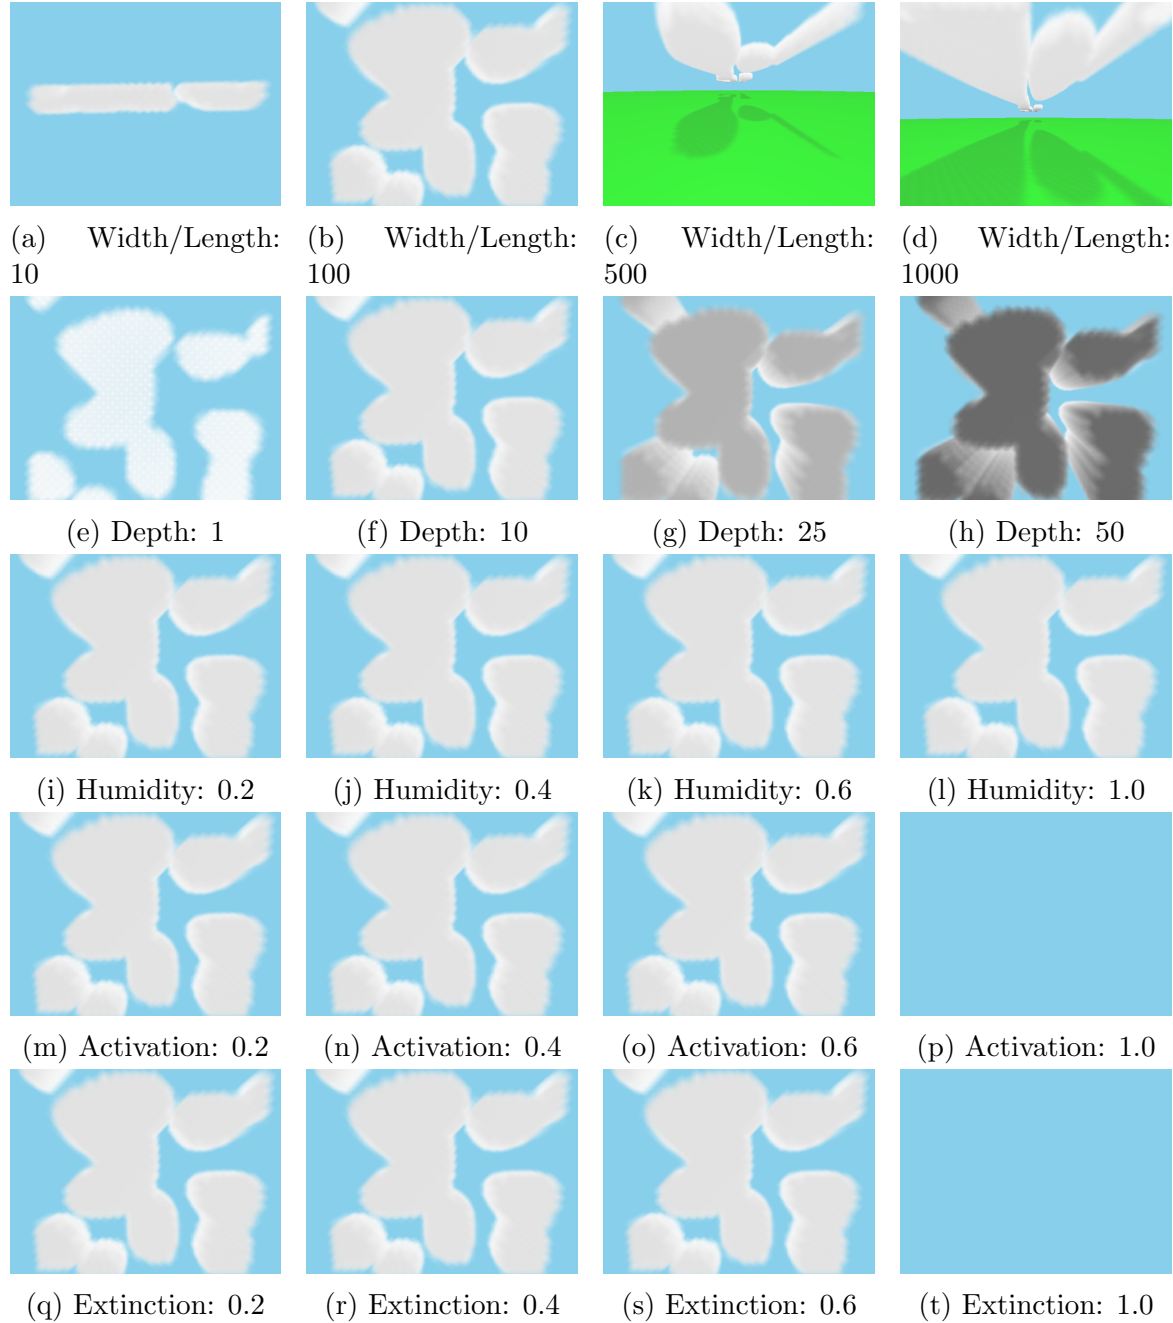 (a) Width/Length: 10
(b) Width/Length: 100
(c) Width/Length: 500
(d) Width/Length: 1000
(e) Depth: 1
(f) Depth: 10
(g) Depth: 25
(h) Depth: 50
(i) Humidity: 0.2
(j) Humidity: 0.4
(k) Humidity: 0.6
(l) Humidity: 1.0
(m) Activation: 0.2
(n) Activation: 0.4
(o) Activation: 0.6
(p) Activation: 1.0
(q) Extinction: 0.2
(r) Extinction: 0.4
(s) Extinction: 0.6
(t) Extinction: 1.0